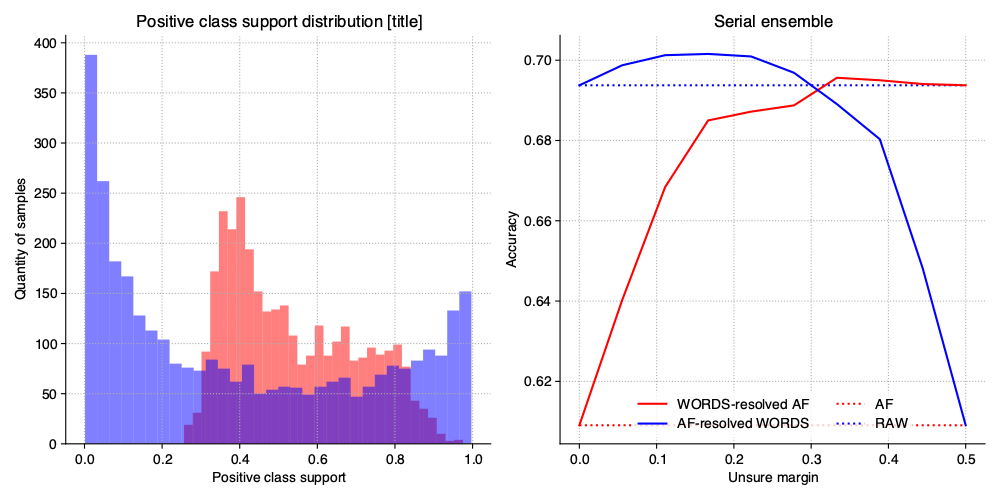 Positive class support distribution [title]
400
350
300
250
200
150
100
50
0
Quantity of samples
0.0 0.2 0.4 0.6 0.8 1.0
Positive class support
Serial ensemble
0.70
0.68
0.66
0.64
0.62
Accuracy
WORDS-resolved AF
AF-resolved WORDS
AF
RAW
0.0 0.1 0.2 0.3 0.4 0.5
Unsure margin